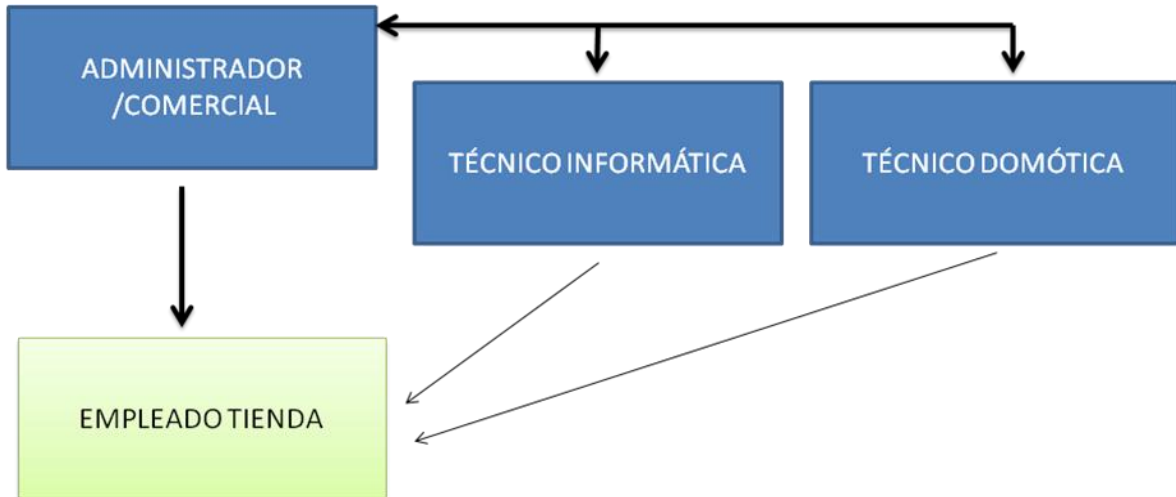 ADMINISTRADOR
/COMERCIAL
TÉCNICO INFORMÁTICA
TÉCNICO DOMÓTICA
EMPLEADO TIENDA